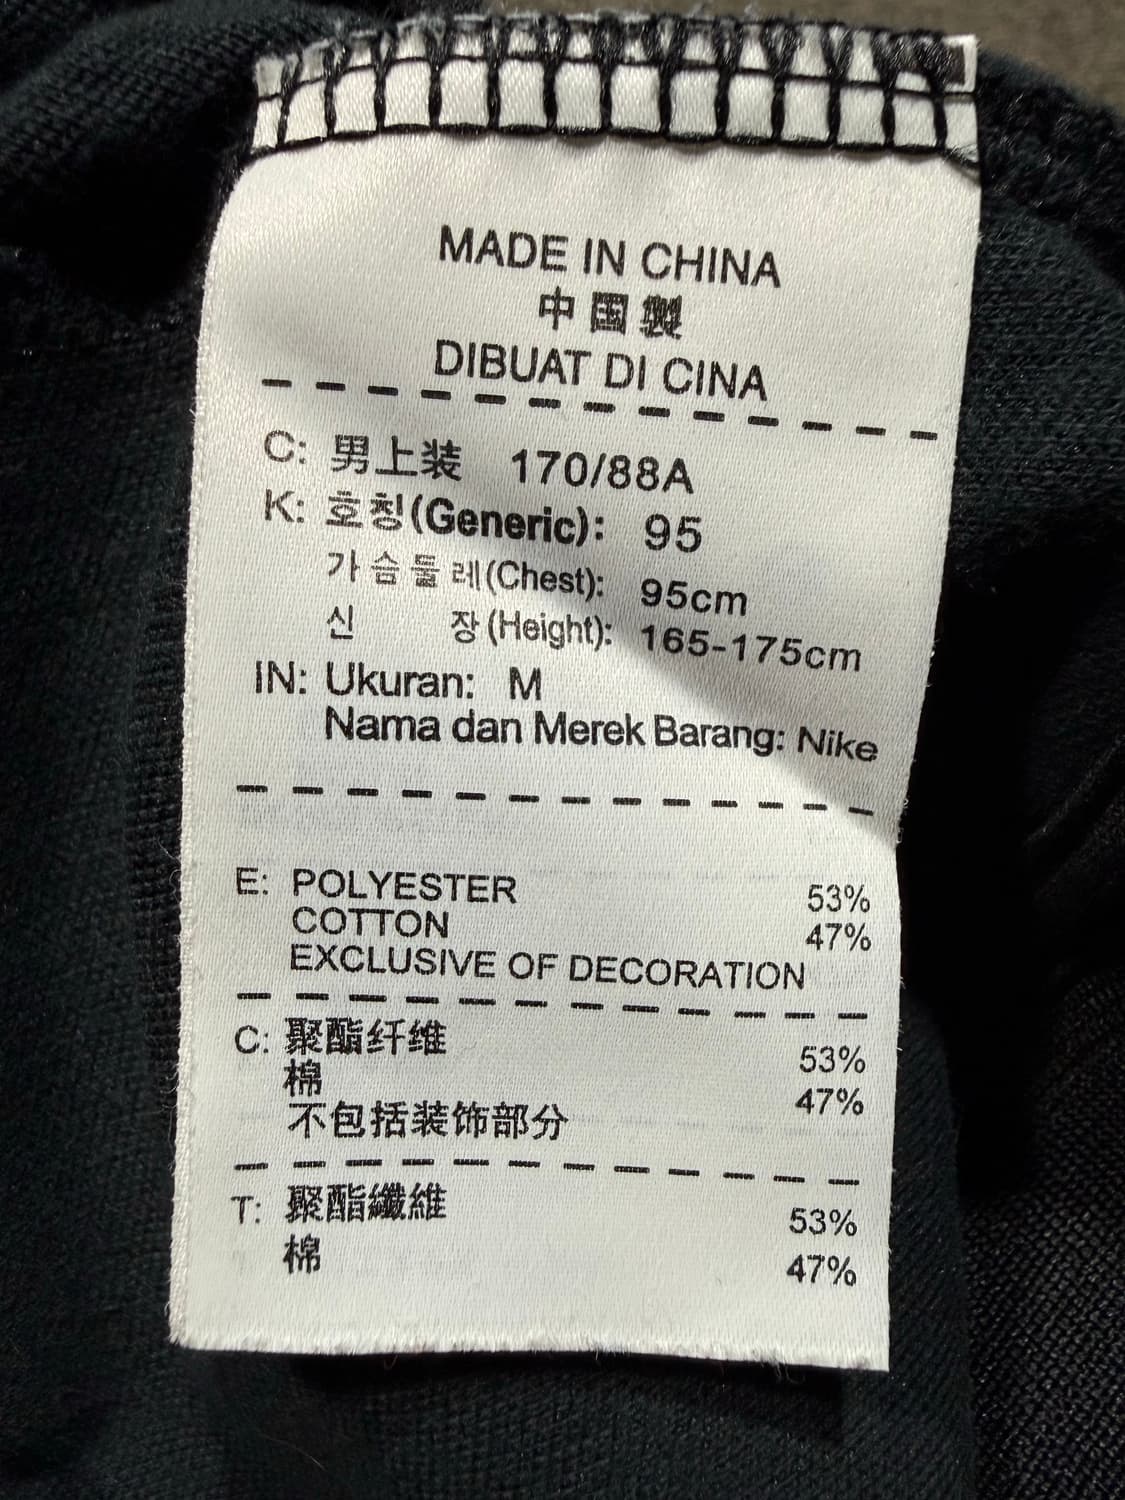 MADE IN CHINA
中国製
DIBUAT DI CINA
C: 男上装 170/88A
K: 호칭(Generic): 95
가슴둘레(Chest): 95cm
신 장(Height): 165-175cm
IN: Ukuran: M
Nama dan Merek Barang: Nike
E: POLYESTER 53%
COTTON 47%
EXCLUSIVE OF DECORATION
C: 聚酯纤维 53%
棉 47%
不包括装饰部分
T: 聚酯纖維 53%
棉 47%